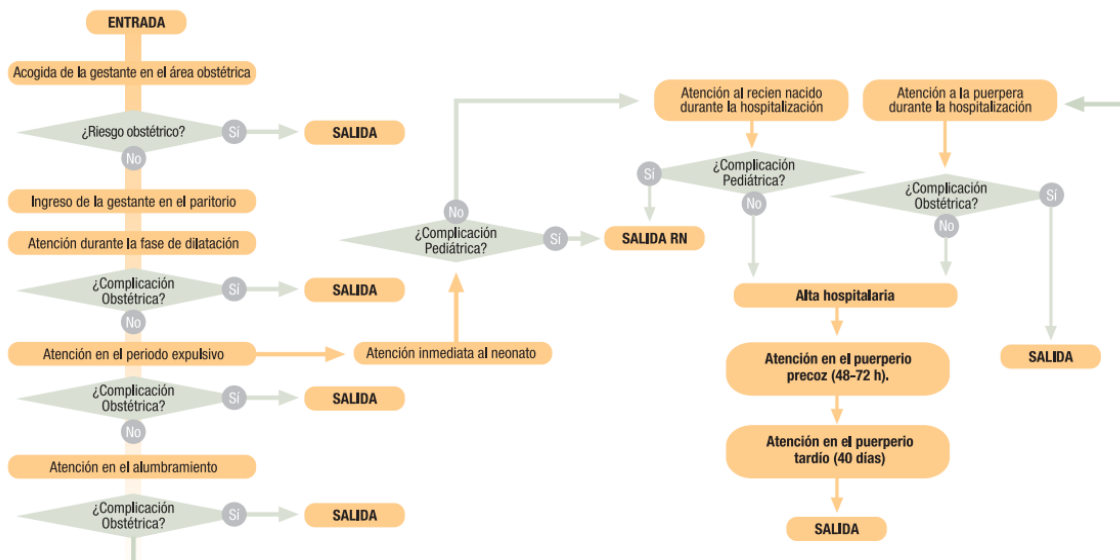 ENTRADA
Acogida de la gestante en el área obstétrica
¿Riesgo obstétrico?
Sí
SALIDA
No
Ingreso de la gestante en el paritorio
Atención durante la fase de dilatación
¿Complicación
Obstétrica?
Sí
SALIDA
No
Atención en el periodo expulsivo
Atención inmediata al neonato
¿Complicación
Obstétrica?
Sí
SALIDA
No
Atención en el alumbramiento
¿Complicación
Obstétrica?
Sí
SALIDA
No
¿Complicación
Pediátrica?
Sí
SALIDA RN
Atención al recien nacido
durante la hospitalización
¿Complicación
Pediátrica?
Sí
No
Atención a la puerpera
durante la hospitalización
¿Complicación
Obstétrica?
Sí
No
SALIDA
Alta hospitalaria
Atención en el puerperio
precoz (48-72 h).
Atención en el puerperio
tardío (40 días)
SALIDA